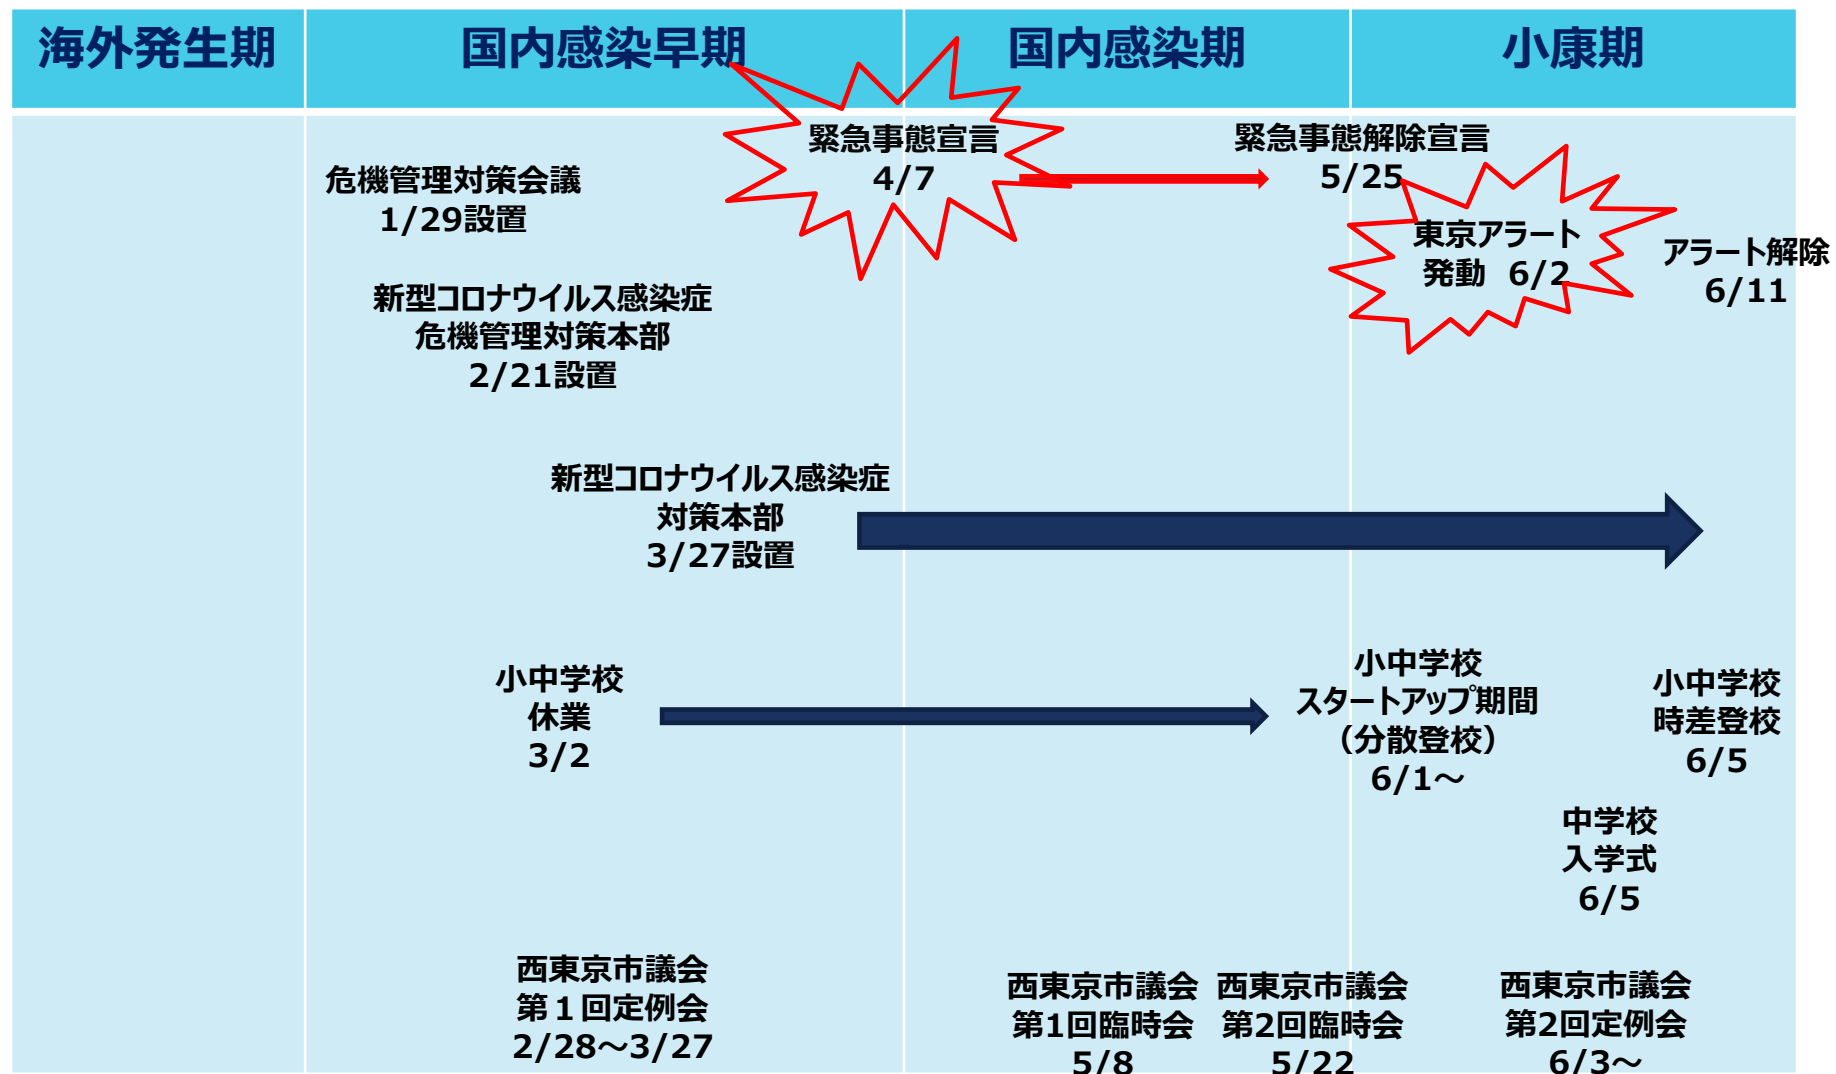 海外発生期
国内感染早期
国内感染期
小康期
緊急事態宣言
4/7
緊急事態解除宣言
5/25
危機管理対策会議
1/29設置
東京アラート
発動 6/2
アラート解除
6/11
新型コロナウイルス感染症
危機管理対策本部
2/21設置
新型コロナウイルス感染症
対策本部
3/27設置
小中学校
休業
3/2
小中学校
スタートアップ期間
（分散登校）
6/1～
小中学校
時差登校
6/5
中学校
入学式
6/5
西東京市議会
第１回定例会
2/28～3/27
西東京市議会
第1回臨時会
5/8
西東京市議会
第2回臨時会
5/22
西東京市議会
第2回定例会
6/3～